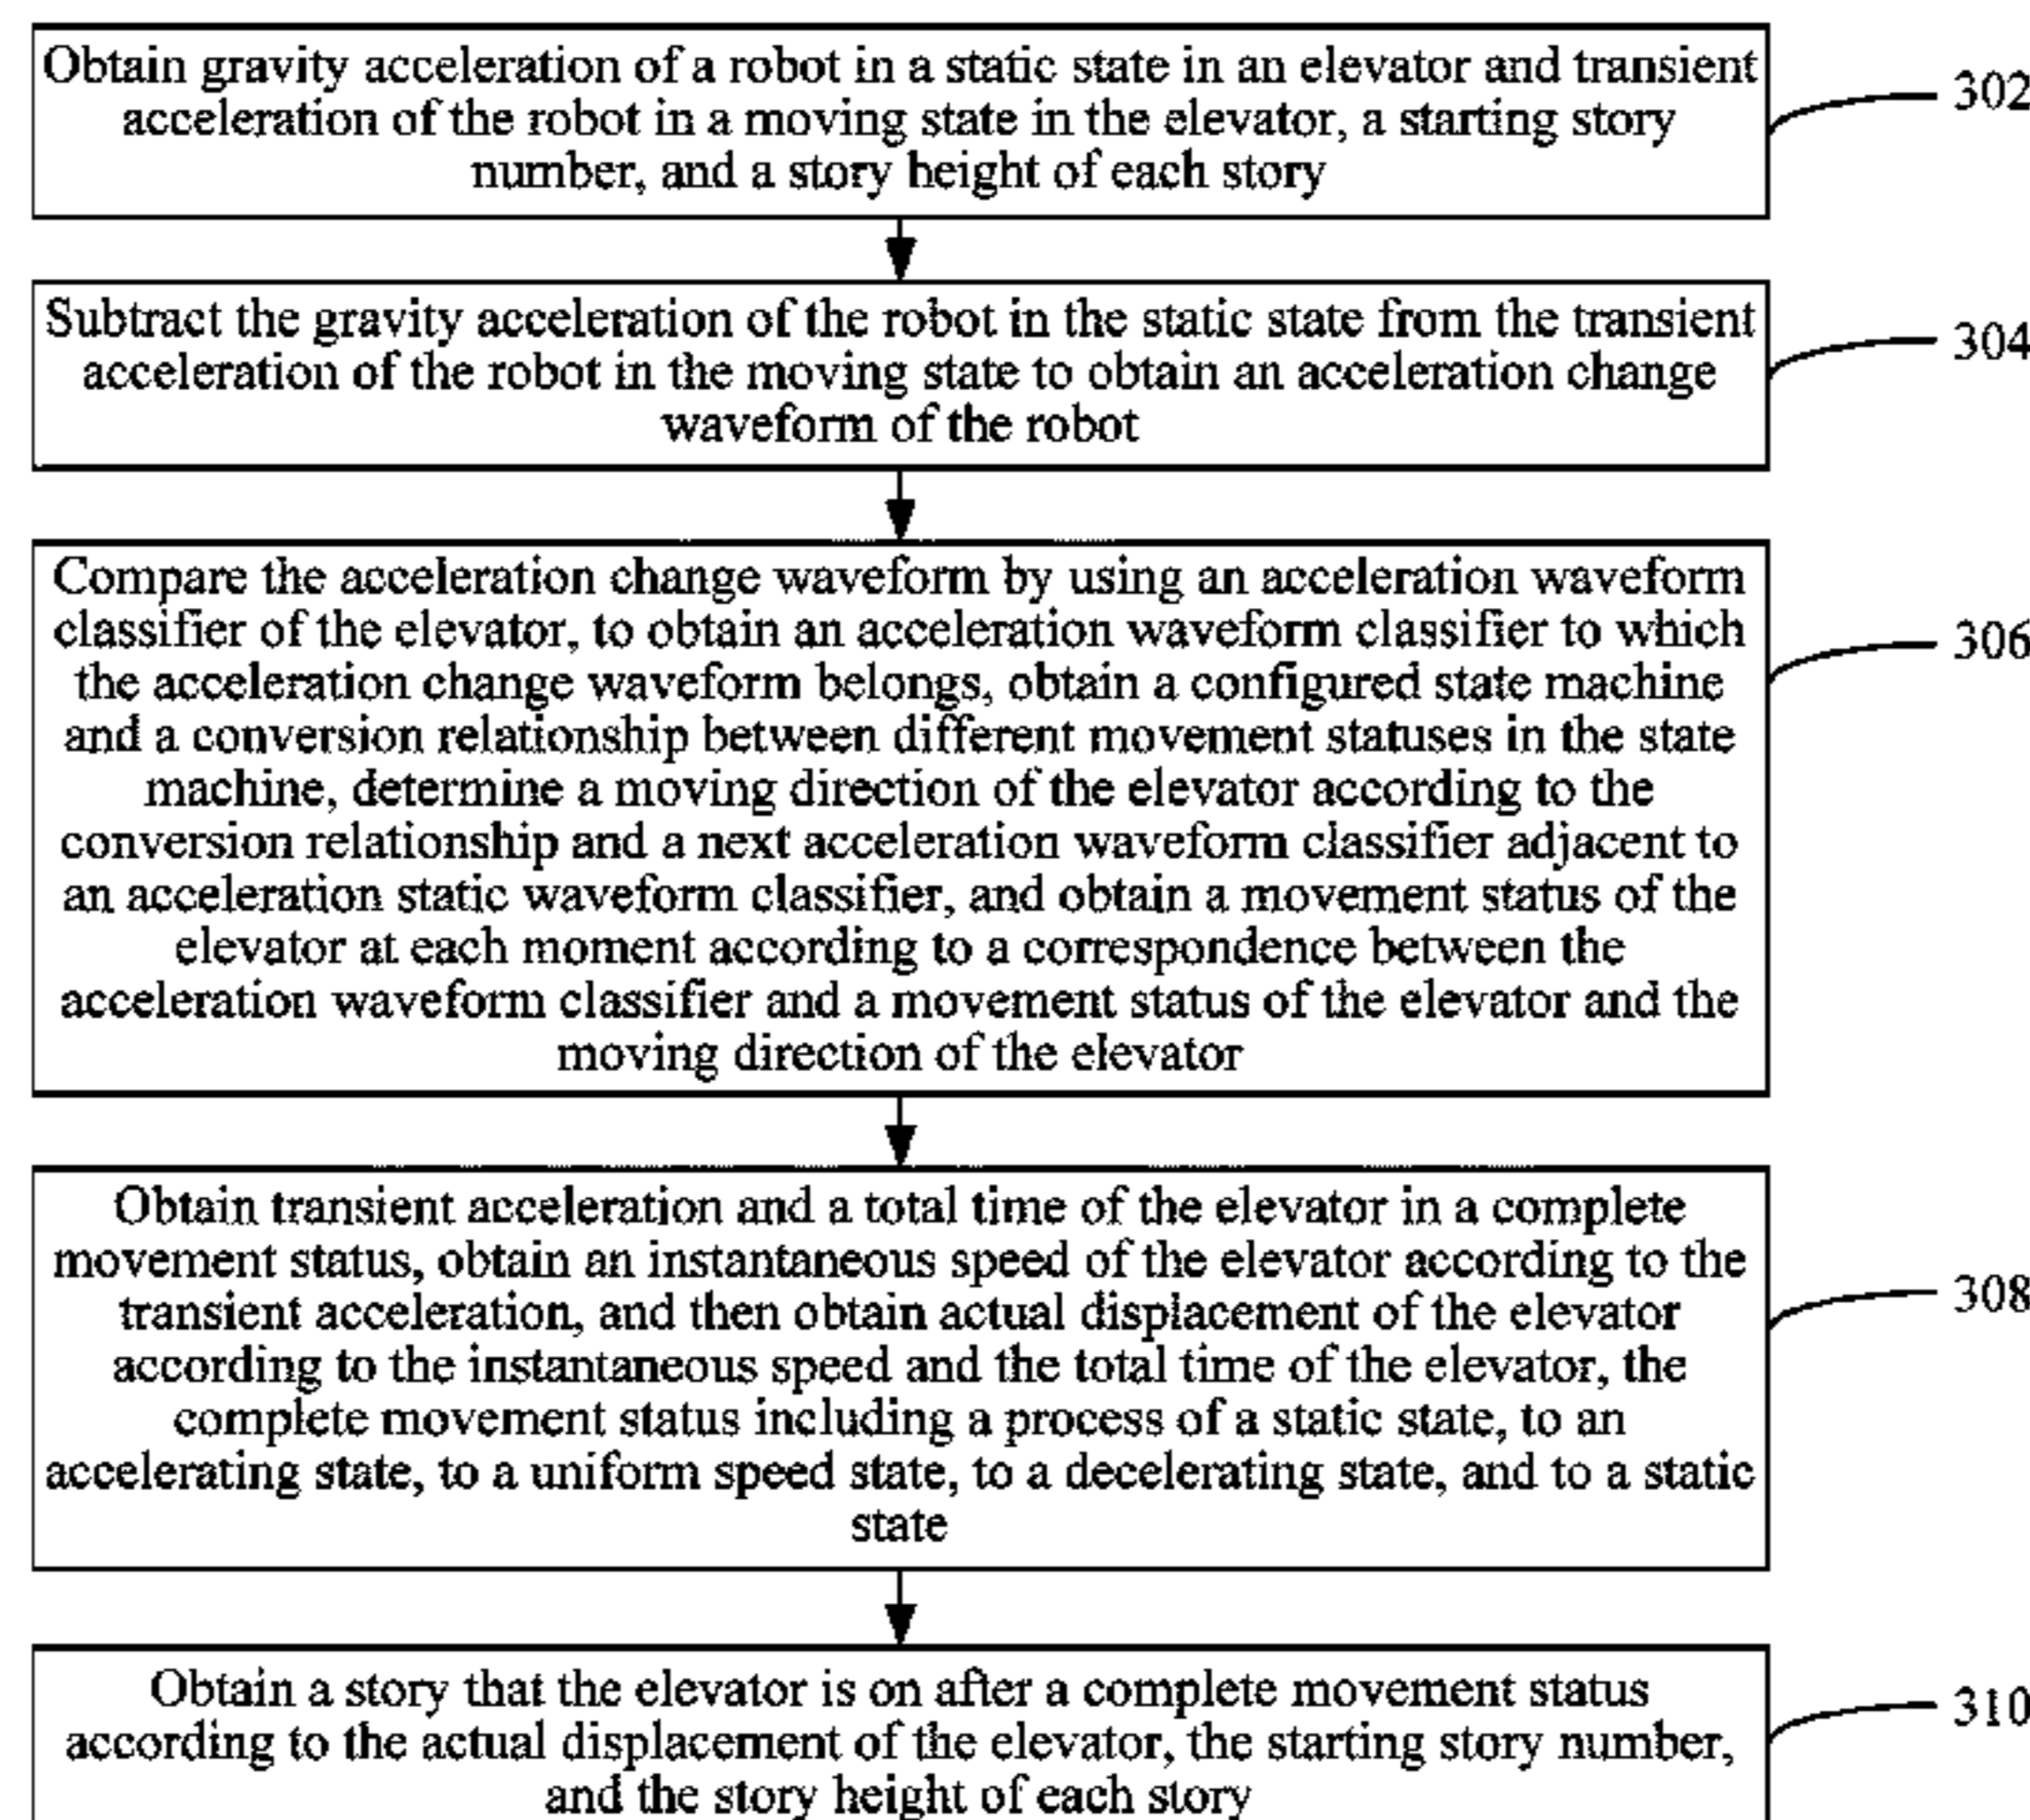 Obtain gravity acceleration of a robot in a static state in an elevator and transient
acceleration of the robot in a moving state in the elevator, a starting story
number, and a story height of each story
302
Subtract the gravity acceleration of the robot in the static state from the transient
acceleration of the robot in the moving state to obtain an acceleration change
waveform of the robot
304
Compare the acceleration change waveform by using an acceleration waveform
classifier of the elevator, to obtain an acceleration waveform classifier to which
the acceleration change waveform belongs, obtain a configured state machine
and a conversion relationship between different movement statuses in the state
machine, determine a moving direction of the elevator according to the
conversion relationship and a next acceleration waveform classifier adjacent to
an acceleration static waveform classifier, and obtain a movement status of the
elevator at each moment according to a correspondence between the
acceleration waveform classifier and a movement status of the elevator and the
moving direction of the elevator
306
Obtain transient acceleration and a total time of the elevator in a complete
movement status, obtain an instantaneous speed of the elevator according to the
transient acceleration, and then obtain actual displacement of the elevator
according to the instantaneous speed and the total time of the elevator, the
complete movement status including a process of a static state, to an
accelerating state, to a uniform speed state, to a decelerating state, and to a static
state
308
Obtain a story that the elevator is on after a complete movement status
according to the actual displacement of the elevator, the starting story number,
and the story height of each story
310